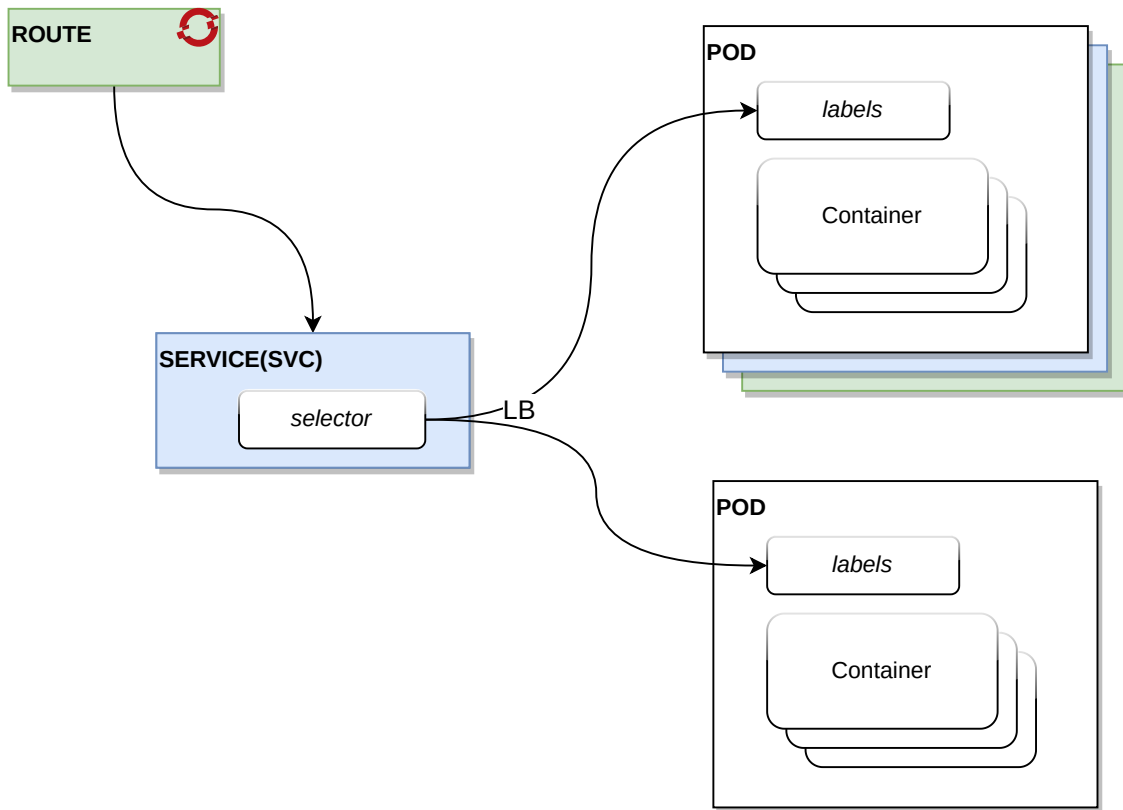 ROUTE
POD
labels
Container
SERVICE(SVC)
selector
LB
POD
labels
Container